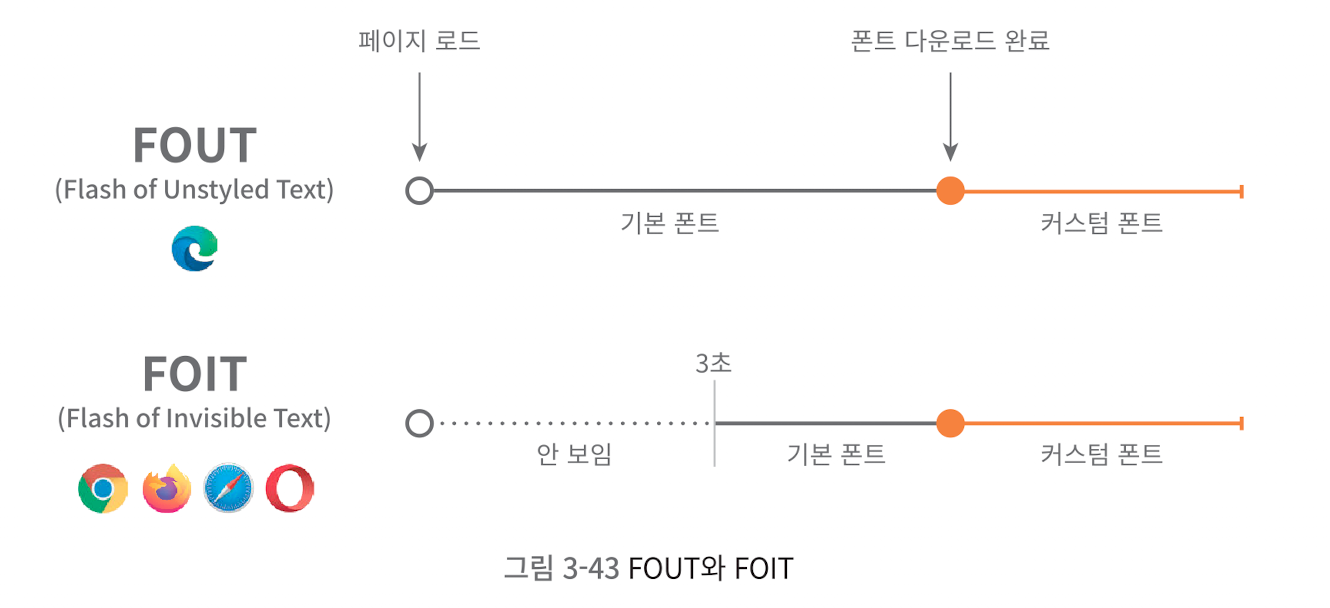 페이지 로드
폰트 다운로드 완료
FOUT
(Flash of Unstyled Text)
기본 폰트
커스텀 폰트
FOIT
(Flash of Invisible Text)
3초
안 보임
기본 폰트
커스텀 폰트
그림 3-43 FOUT와 FOIT